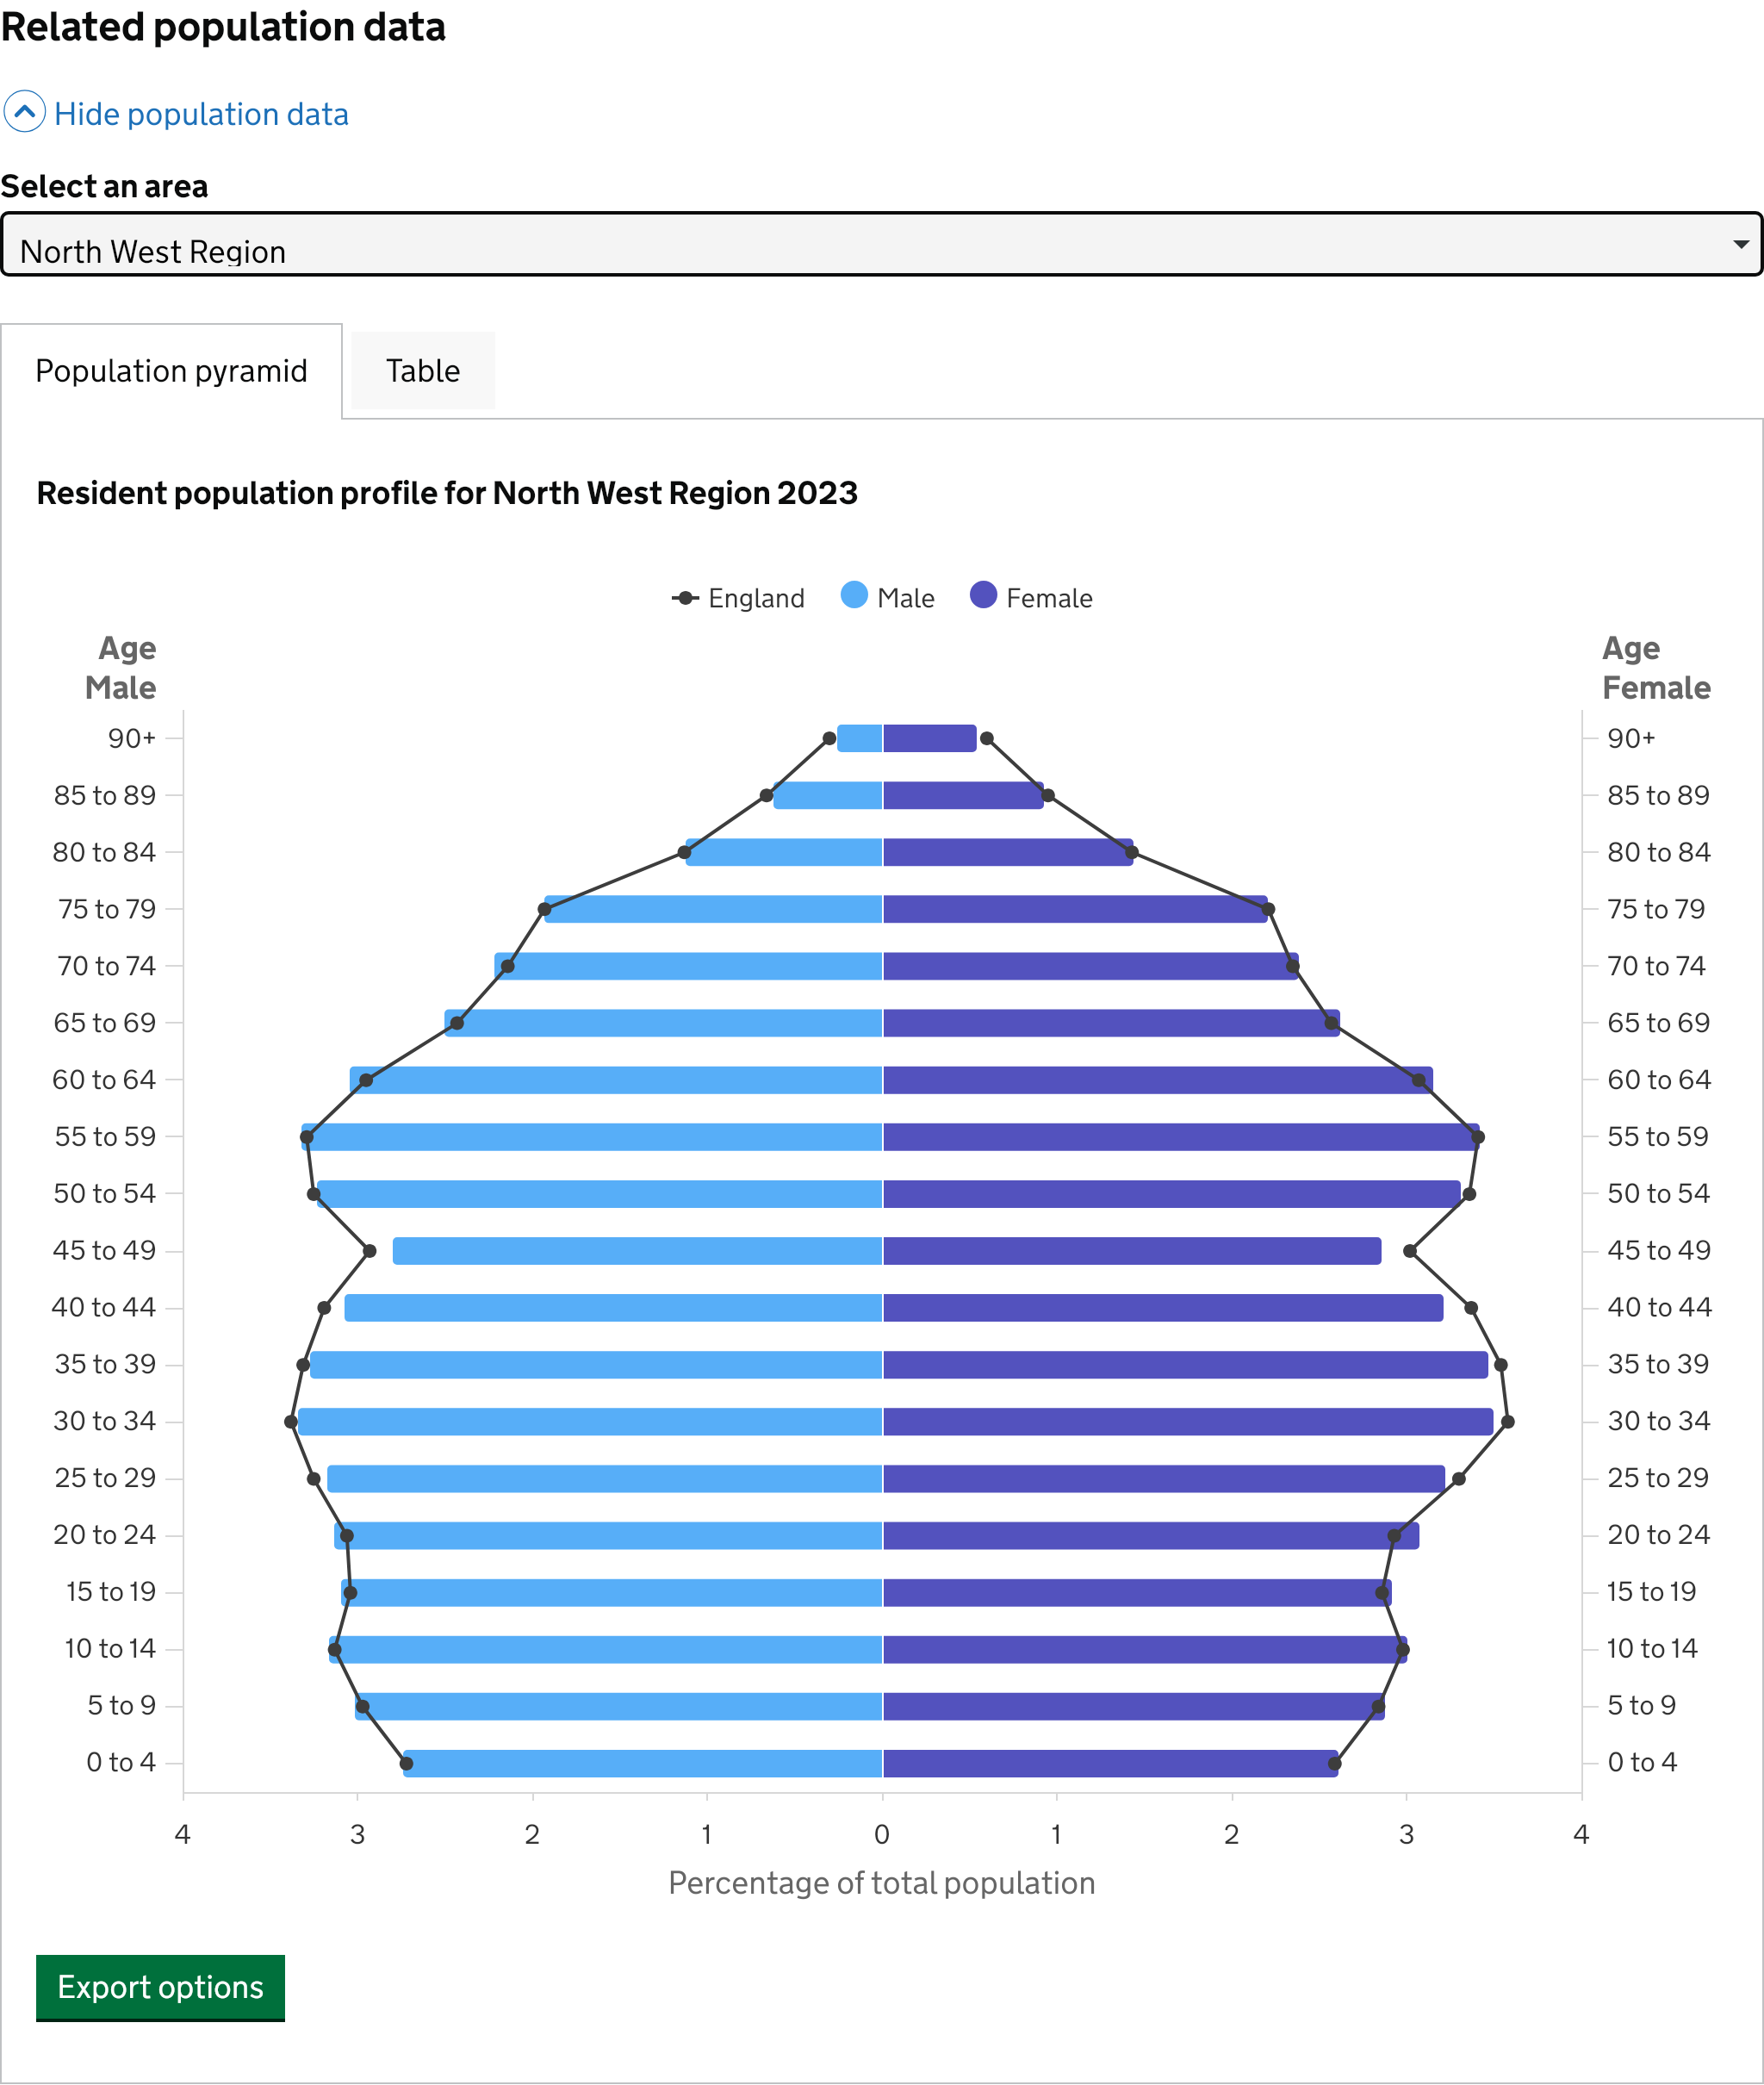 Related population data
Hide population data
Select an area
North West Region
Population pyramid
Table
Resident population profile for North West Region 2023
England
Male
Female
Age
Male
Age
Female
90+
90+
85 to 89
85 to 89
80 to 84
80 to 84
75 to 79
75 to 79
70 to 74
70 to 74
65 to 69
65 to 69
60 to 64
60 to 64
55 to 59
55 to 59
50 to 54
50 to 54
45 to 49
45 to 49
40 to 44
40 to 44
35 to 39
35 to 39
30 to 34
30 to 34
25 to 29
25 to 29
20 to 24
20 to 24
15 to 19
15 to 19
10 to 14
10 to 14
5 to 9
5 to 9
0 to 4
0 to 4
4 3 2 1 0 1 2 3 4
Percentage of total population
Export options